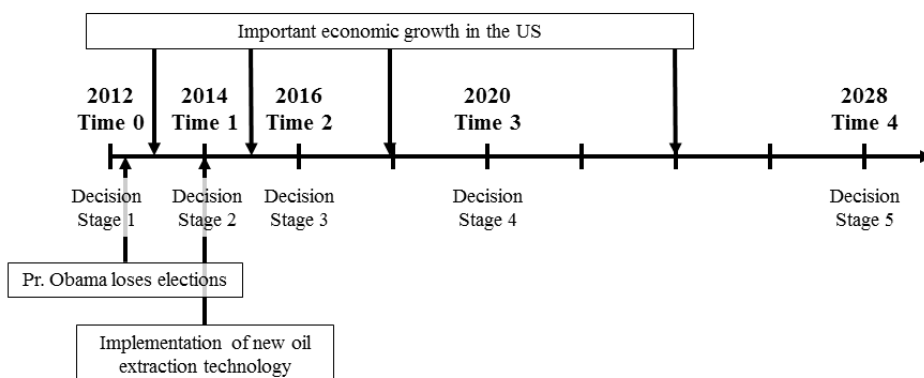 Important economic growth in the US
2012 2014 2016 2020 2028
Time 0 Time 1 Time 2 Time 3 Time 4
Decision Decision Decision Decision Decision
Stage 1 Stage 2 Stage 3 Stage 4 Stage 5
Pr. Obama loses elections
Implementation of new oil
extraction technology